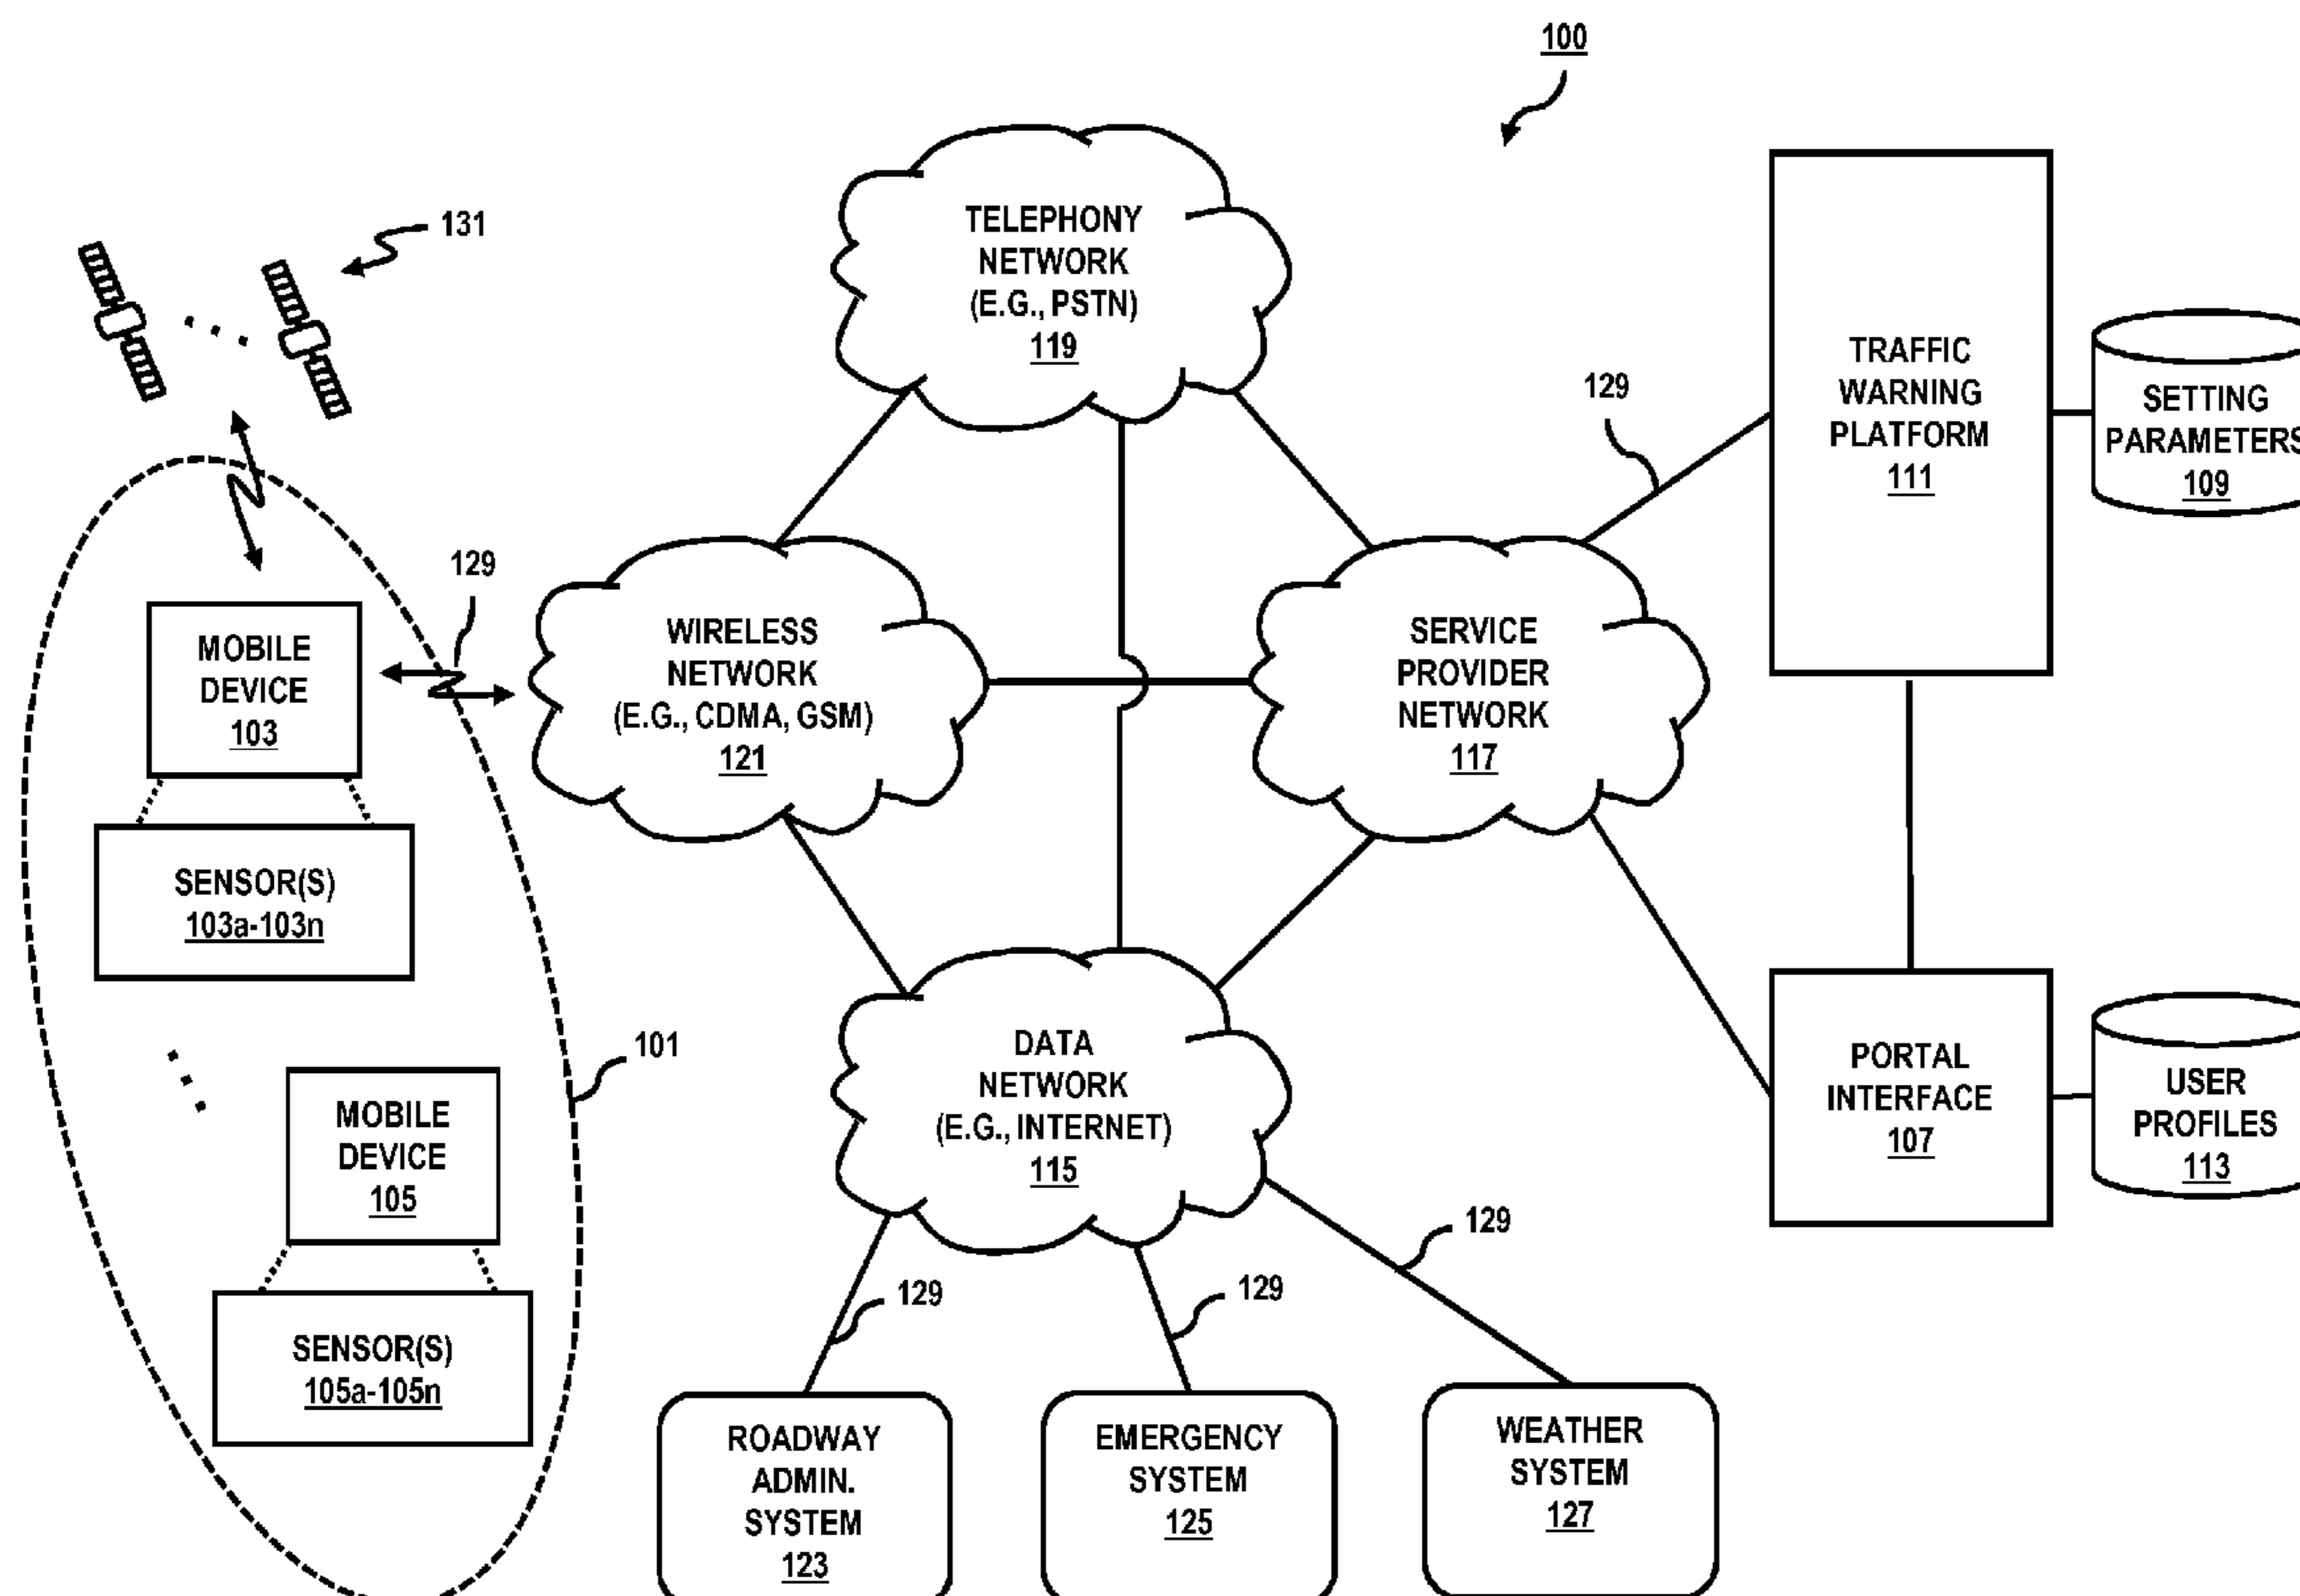 100
131
TELEPHONY
NETWORK
(E.G., PSTN)
119
TRAFFIC
WARNING
PLATFORM
111
SETTING
PARAMETERS
109
129
129
MOBILE
DEVICE
103
SENSOR(S)
103a-103n
WIRELESS
NETWORK
(E.G., CDMA, GSM)
121
SERVICE
PROVIDER
NETWORK
117
101
MOBILE
DEVICE
105
SENSOR(S)
105a-105n
DATA
NETWORK
(E.G., INTERNET)
115
PORTAL
INTERFACE
107
USER
PROFILES
113
129
129
129
ROADWAY
ADMIN.
SYSTEM
123
EMERGENCY
SYSTEM
125
WEATHER
SYSTEM
127